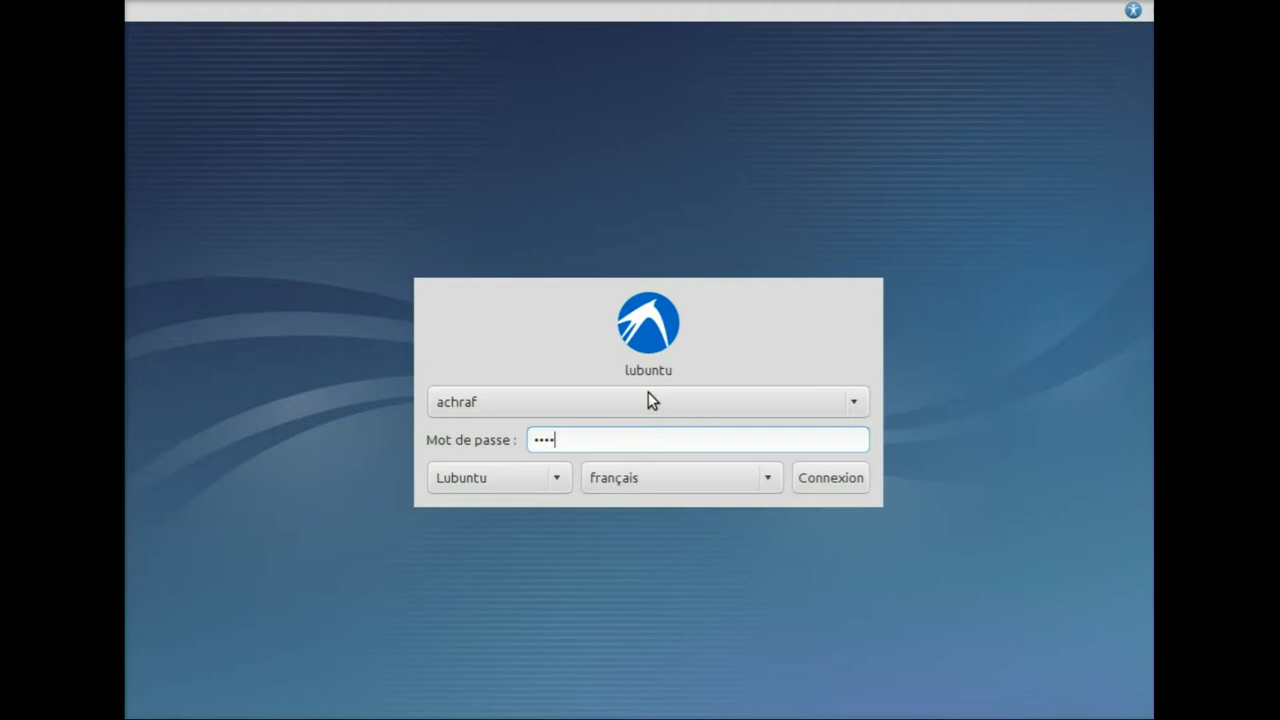 lubuntu
achraf
Mot de passe : ••••
Lubuntu français Connexion